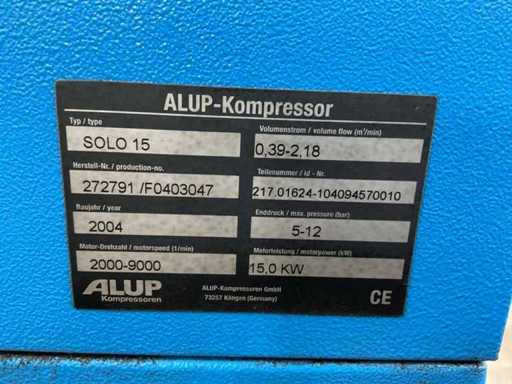 ALUP-Kompressor
Typ / type
SOLO 15
Volumenstrom / volume flow (m³/min)
0,39-2,18
Herstell-Nr. / production-no.
272791 /F0403047
Teilenummer / id - Nr.
217.01624-104094570010
Baujahr / year
2004
Enddruck / max. pressure (bar)
5-12
Motor-Drehzahl / motorspeed (1/min)
2000-9000
Motorleistung / motorpower (kW)
15,0 KW
ALUP
Kompressoren
ALUP-Kompressoren GmbH
73257 Köngen (Germany)
CE